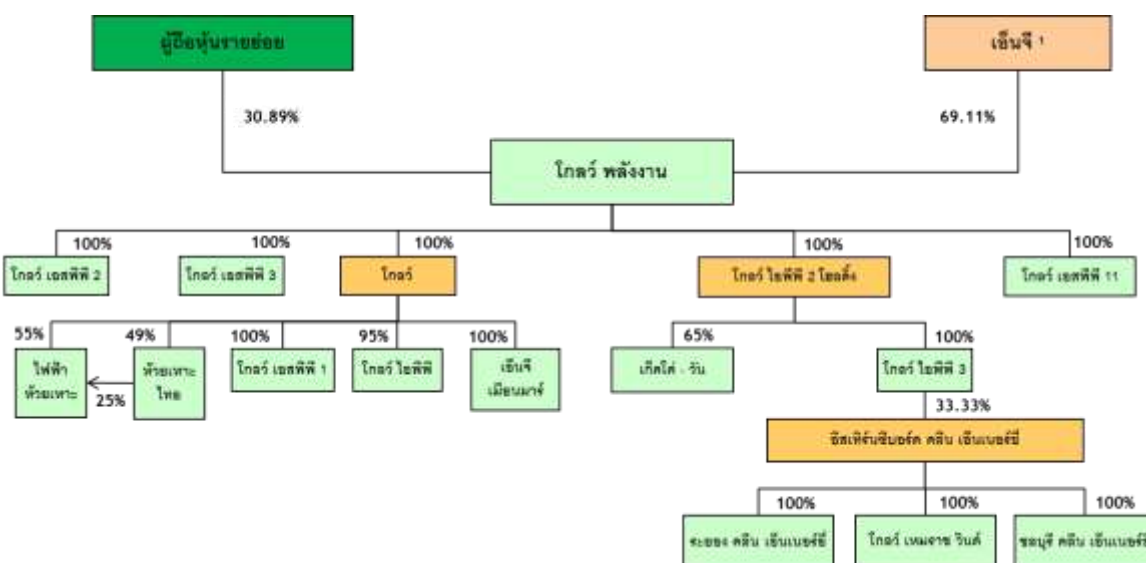 ผู้ถือหุ้นรายย่อย
เอ็นจี ¹
30.89%
69.11%
โกลว์ พลังงาน
100%
100%
100%
100%
100%
โกลว์ เอสพีพี 2
โกลว์ เอสพีพี 3
โกลว์
โกลว์ ไอพีพี 2 โฮลดิ้ง
โกลว์ เอสพีพี 11
55%
49%
100%
95%
100%
65%
100%
ไฟฟ้า
ห้วยเหาะ
ห้วยเหาะ
ไทย
โกลว์ เอสพีพี 1
โกลว์ ไอพีพี
เอ็นจี
เมียนมาร์
เก็คโค่ - วัน
โกลว์ ไอพีพี 3
25%
33.33%
อีสเทิร์นซีบอร์ด คลีน เอ็นเนอร์ยี่
100%
100%
100%
ระยอง คลีน เอ็นเนอร์ยี่
โกลว์ เหมราช วินด์
ชลบุรี คลีน เอ็นเนอร์ยี่